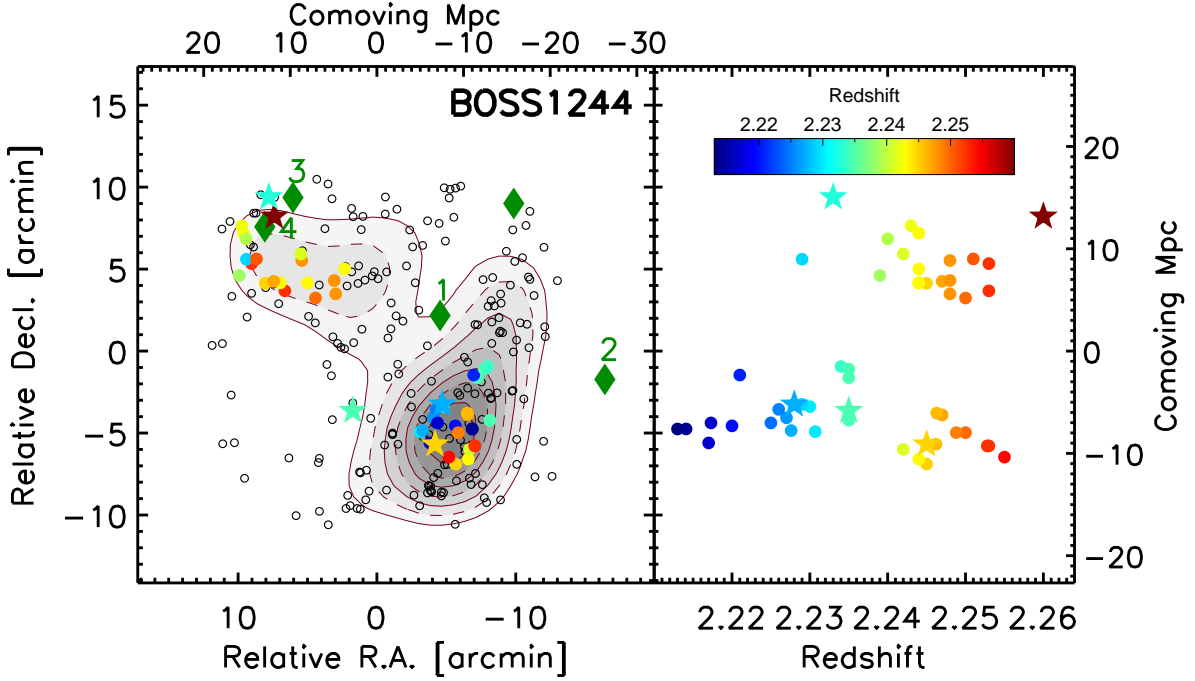 Comoving Mpc
20 10 0 -10 -20 -30
BOSS1244
15
10
5
0
-5
-10
Relative Decl. [arcmin]
3
4
1
2
10 0 -10
Relative R.A. [arcmin]
Redshift
2.22 2.23 2.24 2.25
20
10
0
-10
-20
Comoving Mpc
2.22 2.23 2.24 2.25 2.26
Redshift